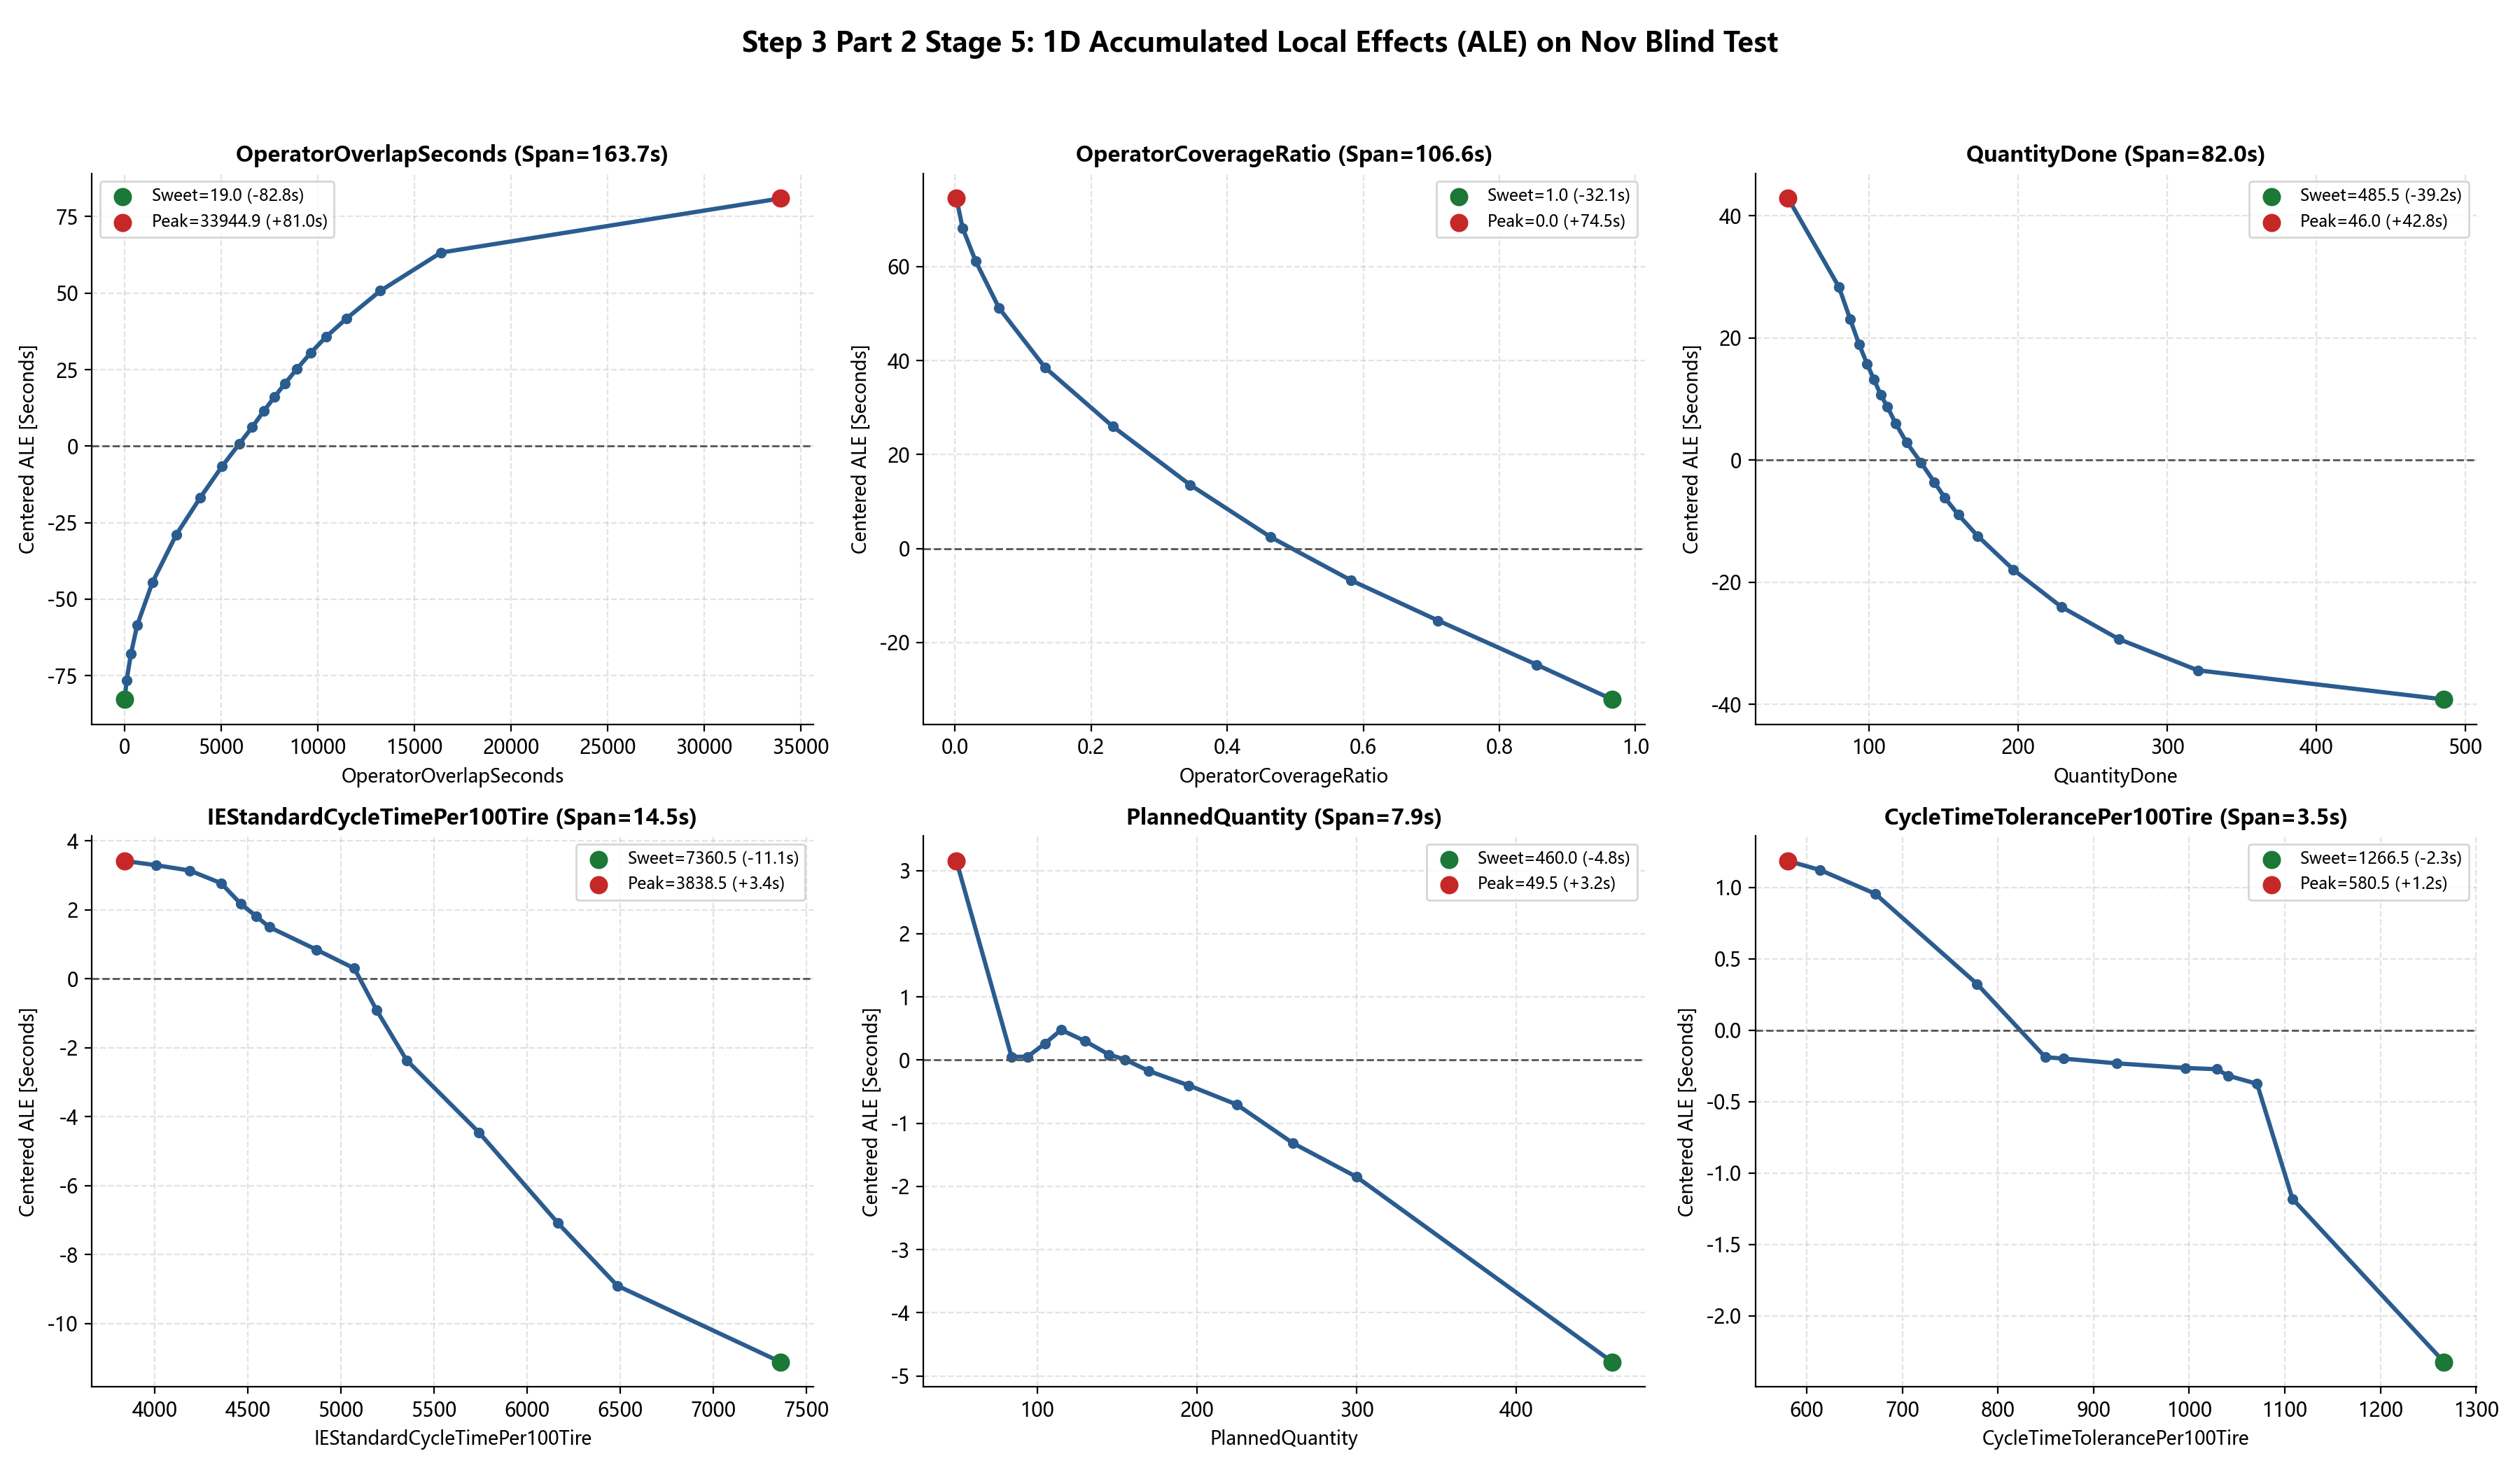 Step 3 Part 2 Stage 5: 1D Accumulated Local Effects (ALE) on Nov Blind Test
OperatorOverlapSeconds (Span=163.7s)
Sweet=19.0 (-82.8s)
Peak=33944.9 (+81.0s)
75
50
25
0
-25
-50
-75
Centered ALE [Seconds]
0 5000 10000 15000 20000 25000 30000 35000
OperatorOverlapSeconds
OperatorCoverageRatio (Span=106.6s)
Sweet=1.0 (-32.1s)
Peak=0.0 (+74.5s)
60
40
20
0
-20
Centered ALE [Seconds]
0.0 0.2 0.4 0.6 0.8 1.0
OperatorCoverageRatio
QuantityDone (Span=82.0s)
Sweet=485.5 (-39.2s)
Peak=46.0 (+42.8s)
40
20
0
-20
-40
Centered ALE [Seconds]
100 200 300 400 500
QuantityDone
IEStandardCycleTimePer100Tire (Span=14.5s)
Sweet=7360.5 (-11.1s)
Peak=3838.5 (+3.4s)
4
2
0
-2
-4
-6
-8
-10
Centered ALE [Seconds]
4000 4500 5000 5500 6000 6500 7000 7500
IEStandardCycleTimePer100Tire
PlannedQuantity (Span=7.9s)
Sweet=460.0 (-4.8s)
Peak=49.5 (+3.2s)
3
2
1
0
-1
-2
-3
-4
-5
Centered ALE [Seconds]
100 200 300 400
PlannedQuantity
CycleTimeTolerancePer100Tire (Span=3.5s)
Sweet=1266.5 (-2.3s)
Peak=580.5 (+1.2s)
1.0
0.5
0.0
-0.5
-1.0
-1.5
-2.0
Centered ALE [Seconds]
600 700 800 900 1000 1100 1200 1300
CycleTimeTolerancePer100Tire